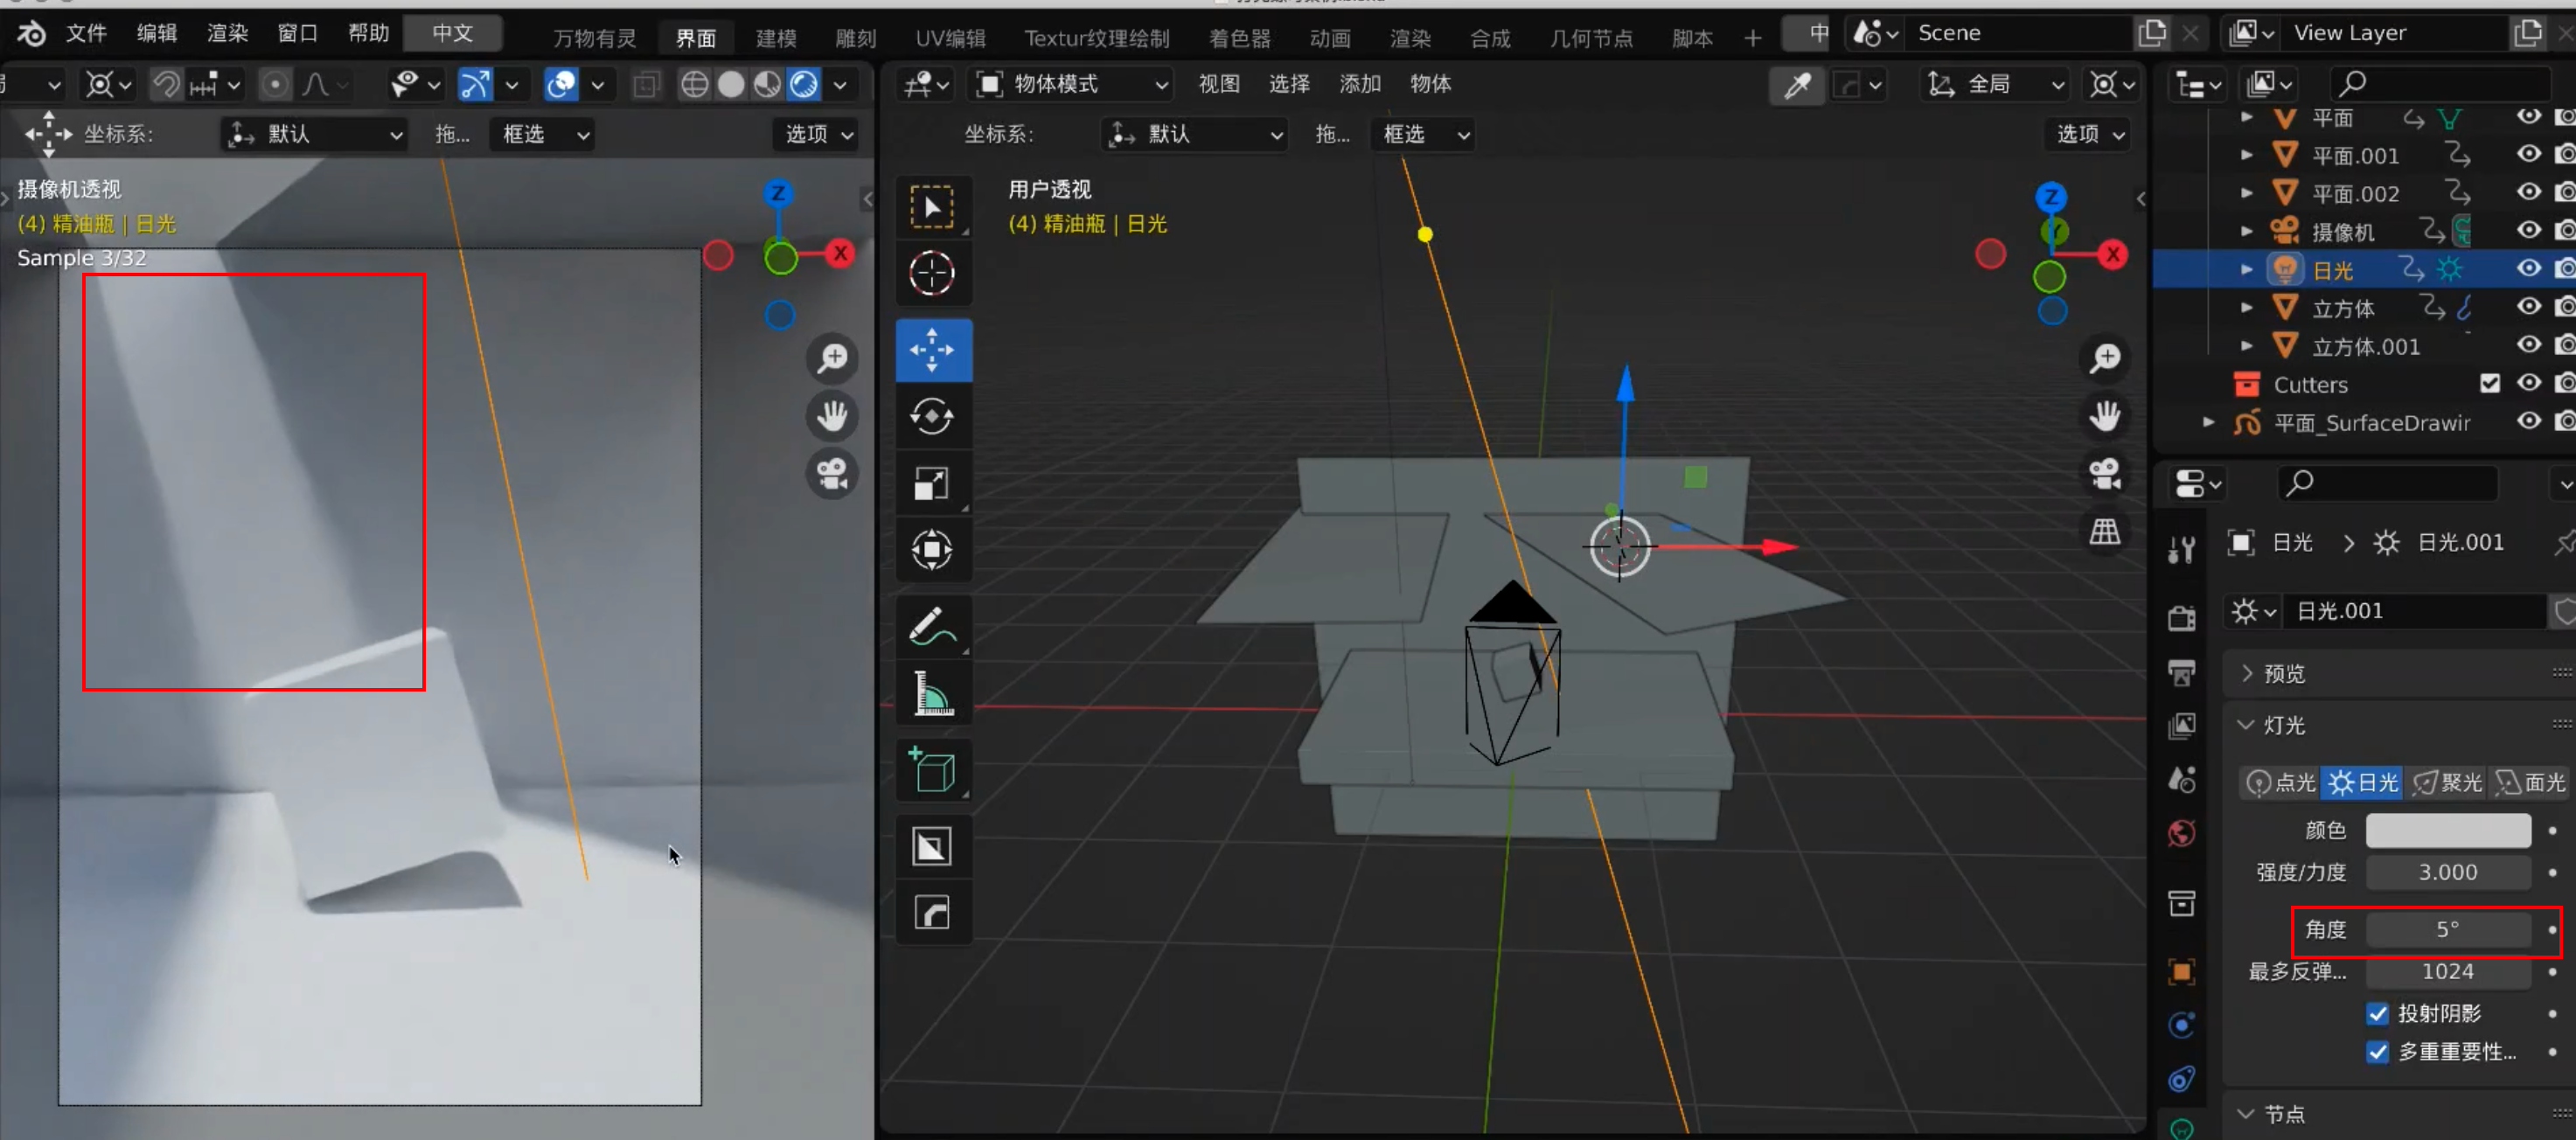 文件 编辑 渲染 窗口 帮助 中文 万物有灵 界面 建模 雕刻 UV编辑 Textur纹理绘制 着色器 动画 渲染 合成 几何节点 脚本 + 中 Scene View Layer
物体模式 视图 选择 添加 物体 全局
坐标系: 默认 拖... 框选 选项
坐标系: 默认 拖... 框选 选项
摄像机透视
(4) 精油瓶 | 日光
Sample 3/32
Z
X
用户透视
(4) 精油瓶 | 日光
Z
Y
X
平面
平面.001
平面.002
摄像机
日光
立方体
立方体.001
Cutters
平面_SurfaceDrawir
日光 > 日光.001
日光.001
预览
灯光
点光 日光 聚光 面光
颜色
强度/力度 3.000
角度 5°
最多反弹... 1024
投射阴影
多重重要性...
节点